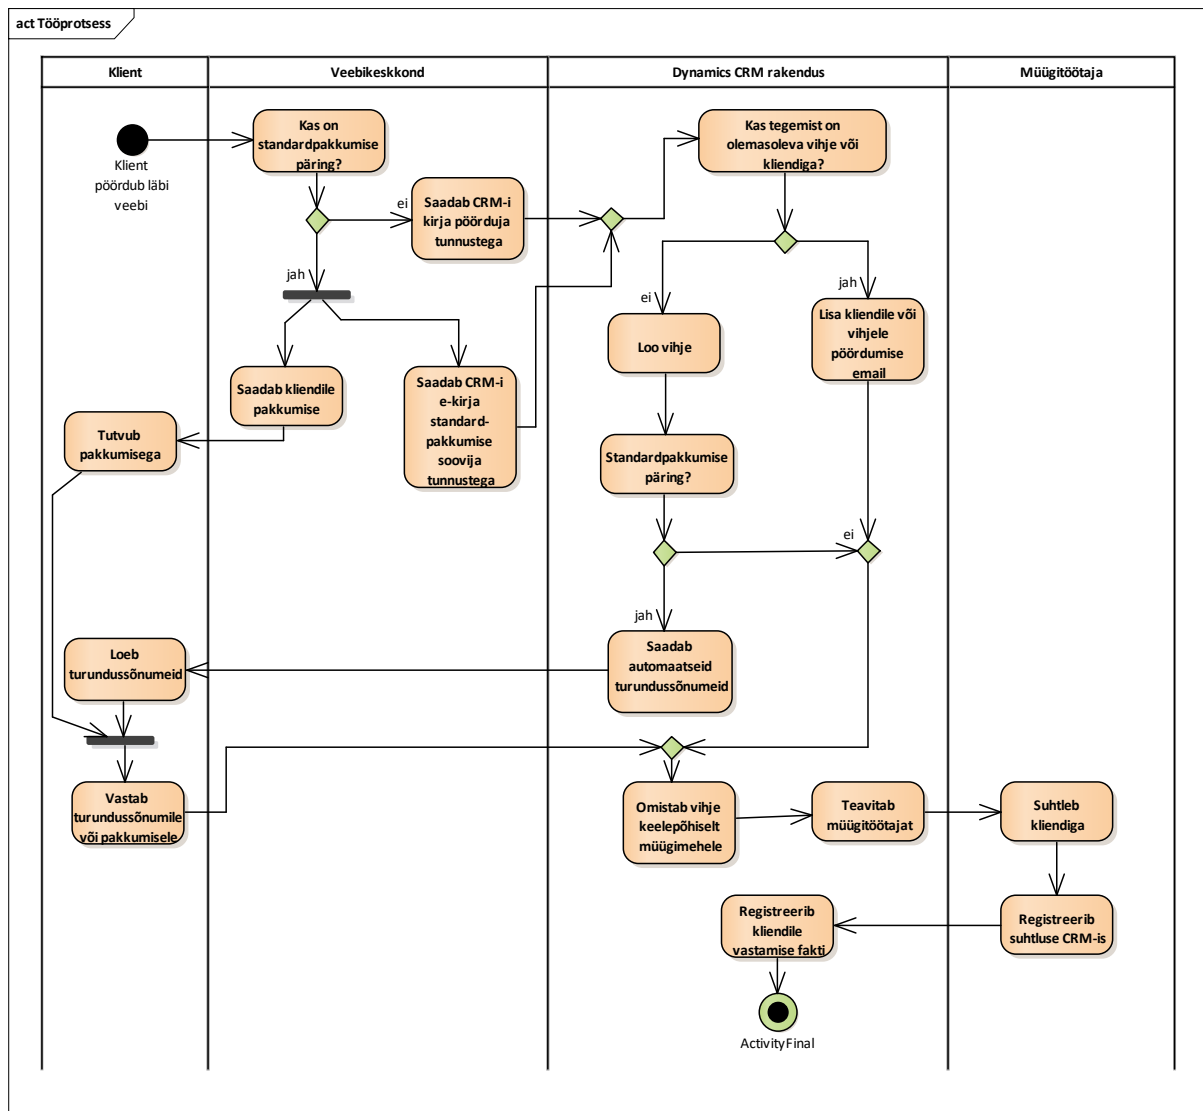 act Tööprotsess
Klient
Veebikeskkond
Dynamics CRM rakendus
Müügitöötaja
Klient
pöördub läbi
veebi
Kas on
standardpakkumise
päring?
ei
Saadab CRM-i
kirja pöörduja
tunnustega
jah
Saadab kliendile
pakkumise
Saadab CRM-i
e-kirja
standard-
pakkumise
soovija
tunnustega
Tutvub
pakkumisega
Kas tegemist on
olemasoleva vihje või
kliendiga?
ei
jah
Loo vihje
Lisa kliendile või
vihjele
pöördumise
email
Standardpakkumise
päring?
ei
jah
Saadab
automaatseid
turundussõnumeid
Loeb
turundussõnumeid
Vastab
turundussõnumile
või pakkumisele
Omistab vihje
keelepõhiselt
müügimehele
Teavitab
müügitöötajat
Suhtleb
kliendiga
Registreerib
suhtluse CRM-is
Registreerib
kliendile
vastamise fakti
ActivityFinal